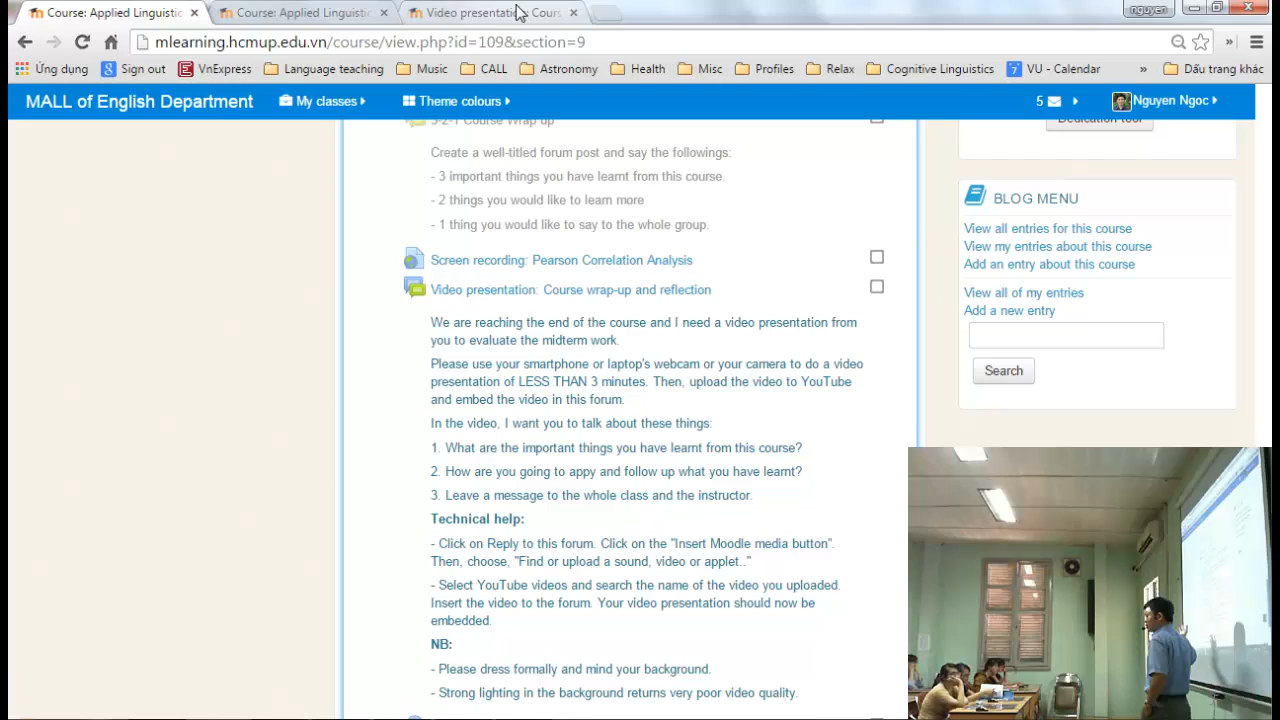 Course: Applied Linguistic
Course: Applied Linguistic
Video presentation: Cours
nguyen
mlearning.hcmup.edu.vn/course/view.php?id=109&section=9
Ứng dụng
Sign out
VnExpress
Language teaching
Music
CALL
Astronomy
Health
Misc
Profiles
Relax
Cognitive Linguistics
7 VU - Calendar
»
Dấu trang khác
MALL of English Department
My classes
Theme colours
5
Nguyen Ngoc
3-2-1 Course Wrap up
Create a well-titled forum post and say the followings:
- 3 important things you have learnt from this course.
- 2 things you would like to learn more
- 1 thing you would like to say to the whole group.
Screen recording: Pearson Correlation Analysis
Video presentation: Course wrap-up and reflection
We are reaching the end of the course and I need a video presentation from
you to evaluate the midterm work.
Please use your smartphone or laptop's webcam or your camera to do a video
presentation of LESS THAN 3 minutes. Then, upload the video to YouTube
and embed the video in this forum.
In the video, I want you to talk about these things:
1. What are the important things you have learnt from this course?
2. How are you going to appy and follow up what you have learnt?
3. Leave a message to the whole class and the instructor.
Technical help:
- Click on Reply to this forum. Click on the "Insert Moodle media button".
Then, choose, "Find or upload a sound, video or applet.."
- Select YouTube videos and search the name of the video you uploaded.
Insert the video to the forum. Your video presentation should now be
embedded.
NB:
- Please dress formally and mind your background.
- Strong lighting in the background returns very poor video quality.
Dedication tool
BLOG MENU
View all entries for this course
View my entries about this course
Add an entry about this course
View all of my entries
Add a new entry
Search